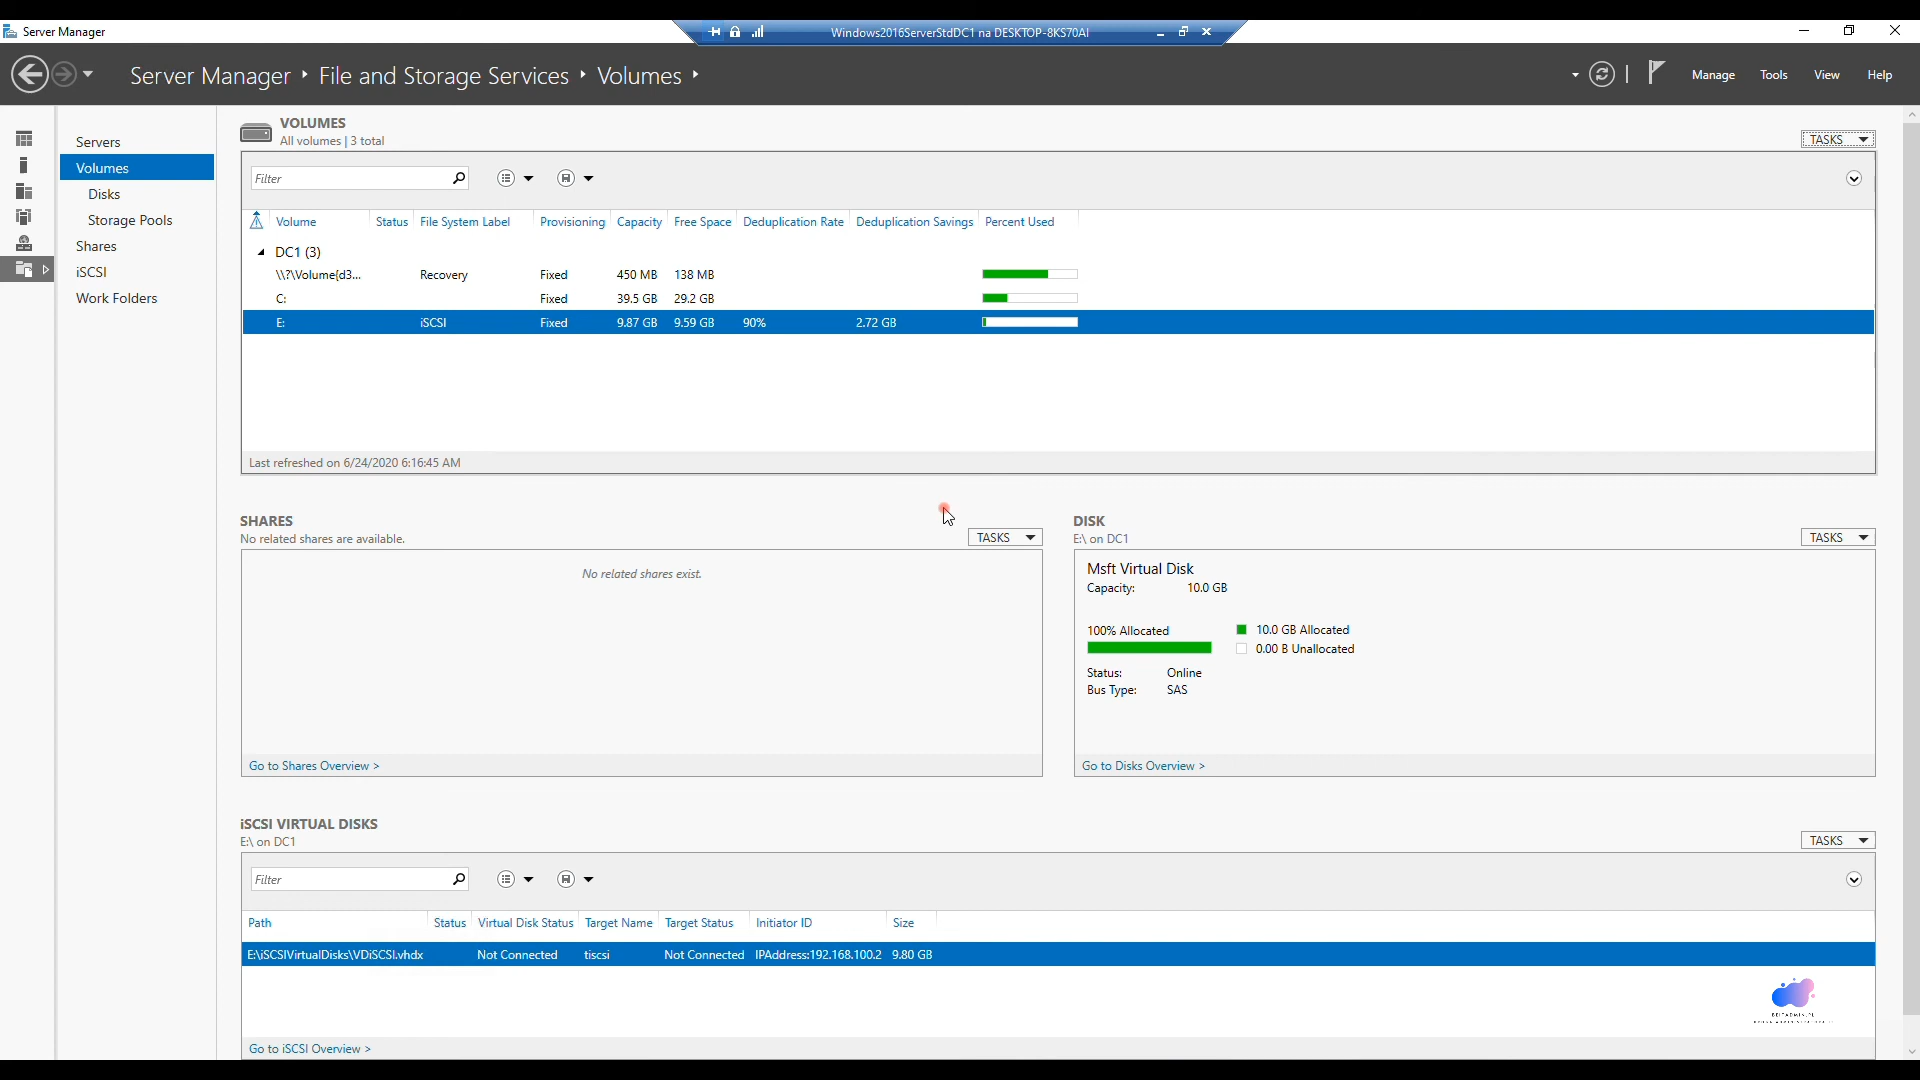 Server Manager
Windows2016ServerStdDC1 na DESKTOP-8KS70AI
Server Manager File and Storage Services Volumes
Manage Tools View Help
Servers
Volumes
Disks
Storage Pools
Shares
iSCSI
Work Folders
VOLUMES
All volumes | 3 total
TASKS
Filter
Volume Status File System Label Provisioning Capacity Free Space Deduplication Rate Deduplication Savings Percent Used
DC1 (3)
\\?\Volume{d3... Recovery Fixed 450 MB 138 MB
C: Fixed 39.5 GB 29.2 GB
E: iSCSI Fixed 9.87 GB 9.59 GB 90% 2.72 GB
Last refreshed on 6/24/2020 6:16:45 AM
SHARES
No related shares are available.
TASKS
No related shares exist.
Go to Shares Overview >
DISK
E:\ on DC1
TASKS
Msft Virtual Disk
Capacity: 10.0 GB
100% Allocated
10.0 GB Allocated
0.00 B Unallocated
Status: Online
Bus Type: SAS
Go to Disks Overview >
iSCSI VIRTUAL DISKS
E:\ on DC1
TASKS
Filter
Path Status Virtual Disk Status Target Name Target Status Initiator ID Size
E:\iSCSIVirtualDisks\VDiSCSI.vhdx Not Connected tiscsi Not Connected IPAddress:192.168.100.2 9.80 GB
BEITADMIN.PL
Go to iSCSI Overview >